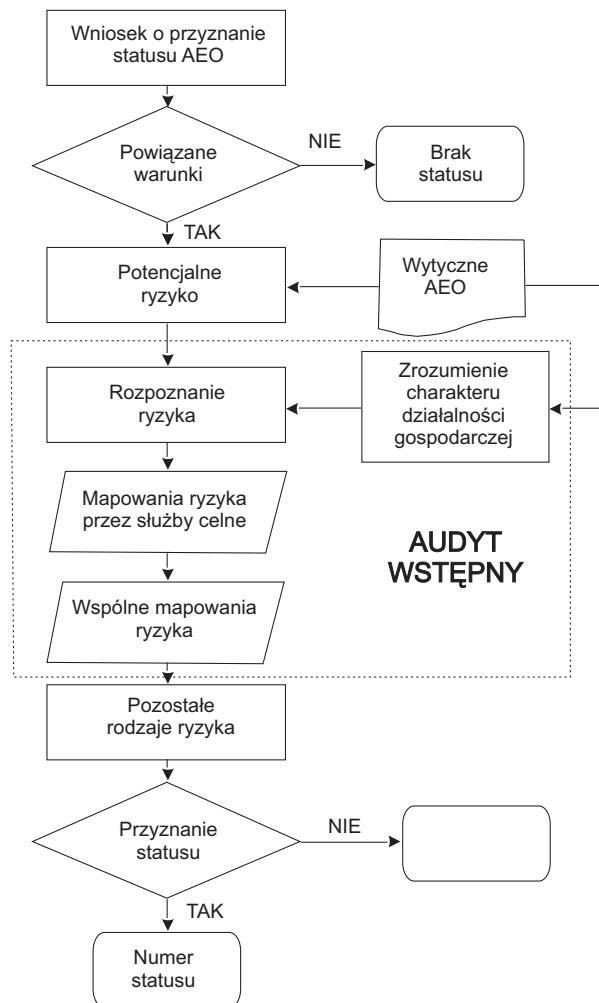 Wniosek o przyznanie
statusu AEO
Powiązane
warunki
NIE
Brak
statusu
TAK
Potencjalne
ryzyko
Wytyczne
AEO
Rozpoznanie
ryzyka
Zrozumienie
charakteru
działalności
gospodarczej
Mapowania ryzyka
przez służby celne
AUDYT
WSTĘPNY
Wspólne mapowania
ryzyka
Pozostałe
rodzaje ryzyka
Przyznanie
statusu
NIE
TAK
Numer
statusu